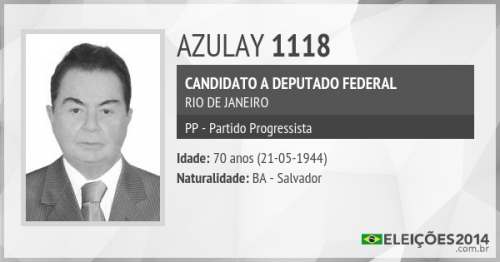 AZULAY 1118
CANDIDATO A DEPUTADO FEDERAL
RIO DE JANEIRO
PP - Partido Progressista
Idade: 70 anos (21-05-1944)
Naturalidade: BA - Salvador
ELEIÇÕES2014
.com.br